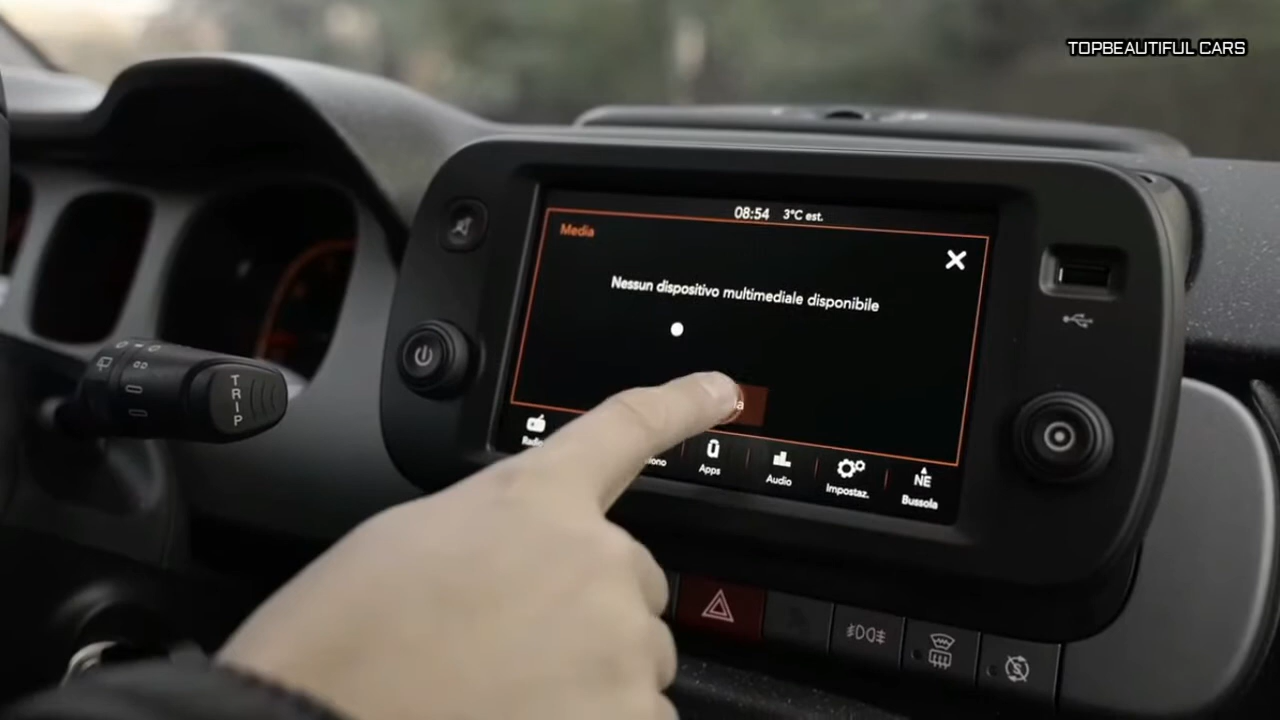 TOPBEAUTIFUL CARS
08:54 3°C est.
Media
Nessun dispositivo multimediale disponibile
TRIP
Apps
Audio
Impostaz.
NE
Bussola